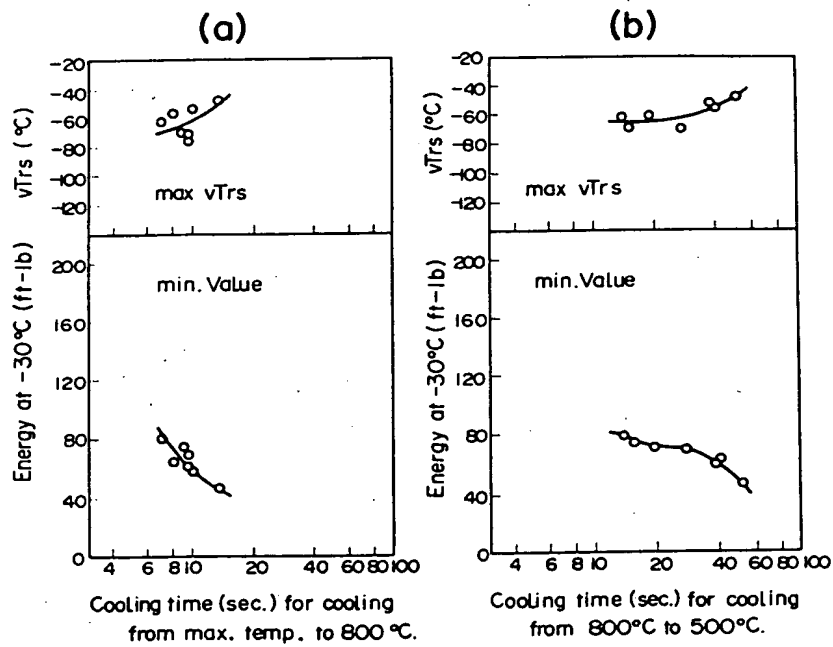 (a)
(b)
vTrs (°C)
-20
-40
-60
-80
-100
-120
max vTrs
vTrs (°C)
-20
-40
-60
-80
-100
-120
max vTrs
Energy at -30°C (ft-lb)
200
160
120
80
40
0
min. Value
4 6 8 10 20 40 60 80 100
Cooling time (sec.) for cooling
from max. temp. to 800 °C.
Energy at -30°C (ft-lb)
200
160
120
80
40
0
min. Value
4 6 8 10 20 40 60 100
Cooling time (sec.) for cooling
from 800°C to 500°C.